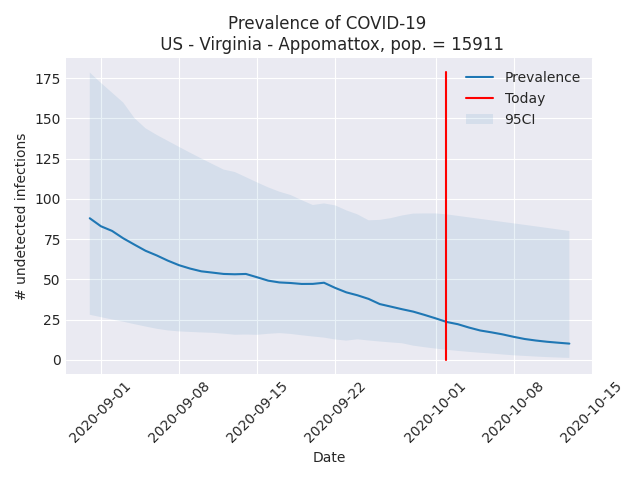 Prevalence of COVID-19
US - Virginia - Appomattox, pop. = 15911
175
150
125
100
75
50
25
0
# undetected infections
Prevalence
Today
95CI
2020-09-01
2020-09-08
2020-09-15
2020-09-22
2020-10-01
2020-10-08
2020-10-15
Date